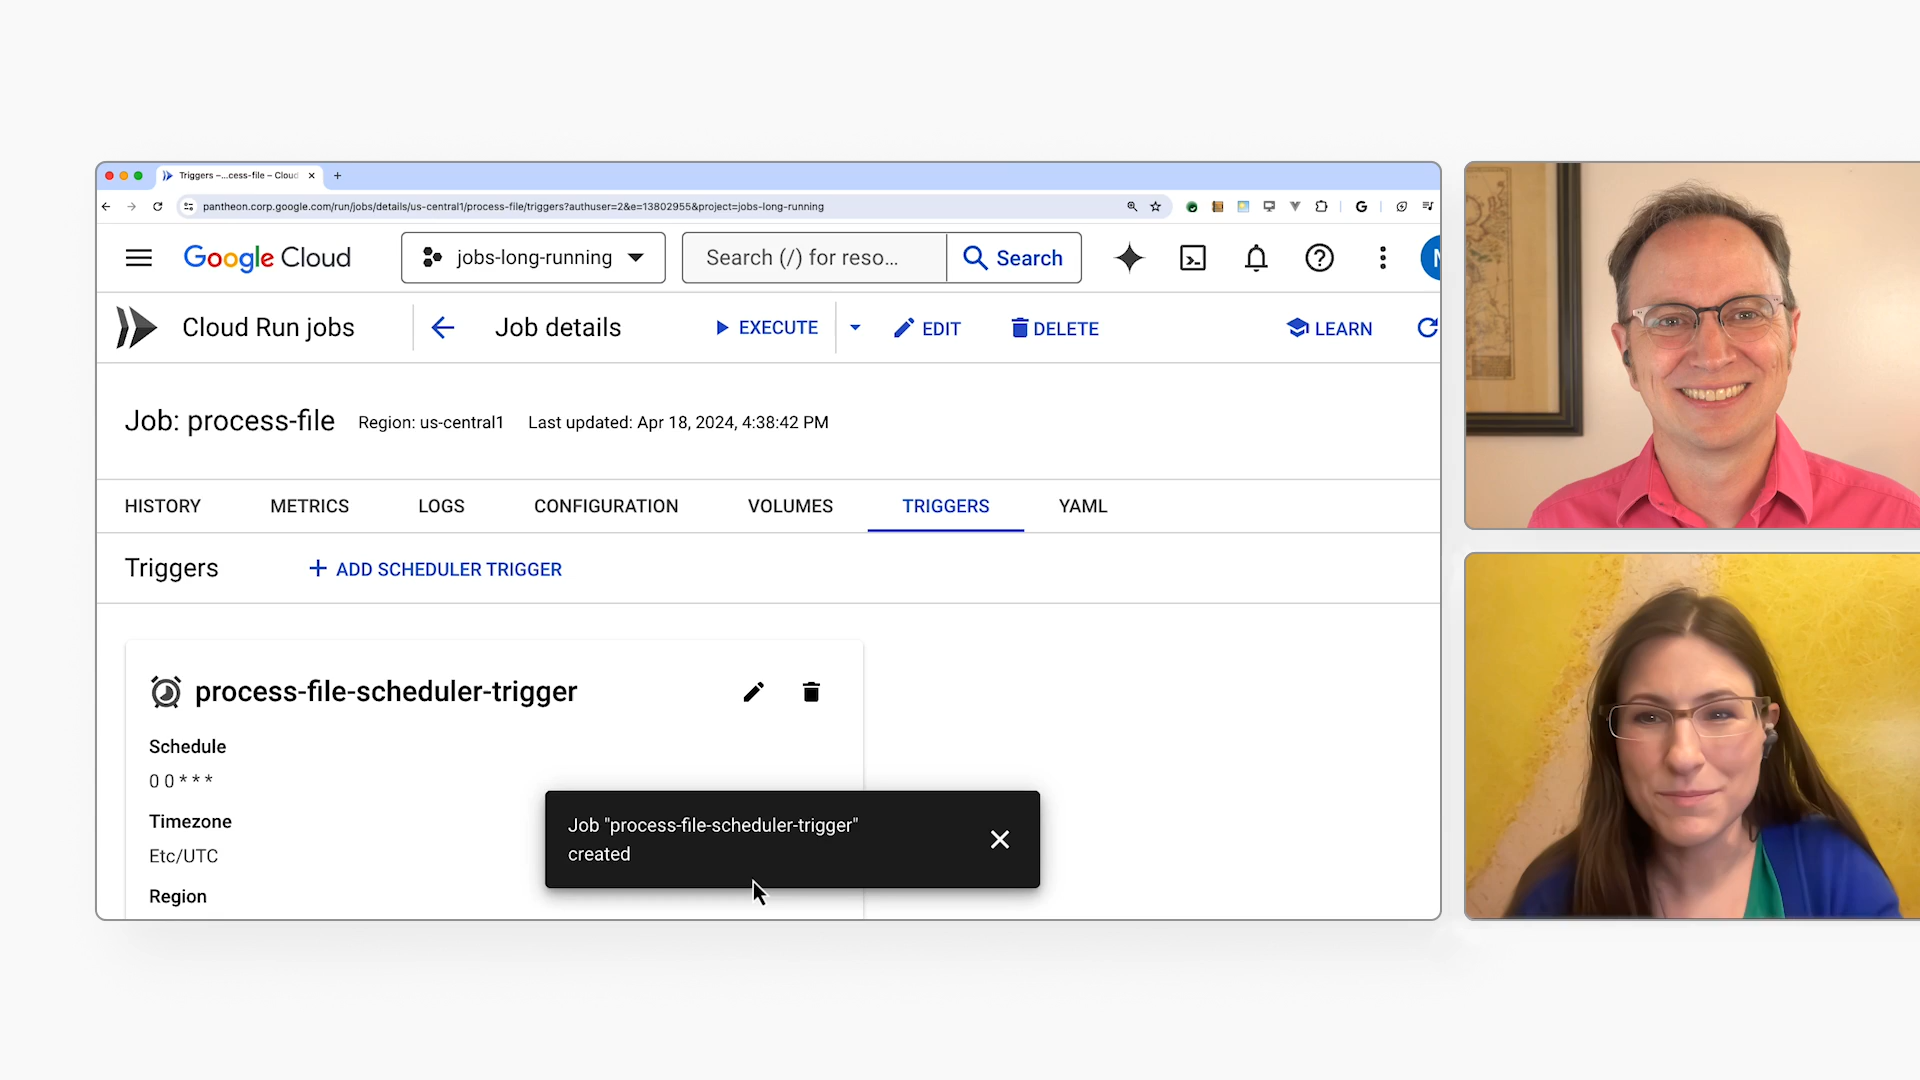 Triggers –...cess-file – Cloud
pantheon.corp.google.com/run/jobs/details/us-central1/process-file/triggers?authuser=2&e=13802955&project=jobs-long-running
Google Cloud
jobs-long-running
Search (/) for reso...
Search
Cloud Run jobs
Job details
EXECUTE
EDIT
DELETE
LEARN
Job: process-file
Region: us-central1
Last updated: Apr 18, 2024, 4:38:42 PM
HISTORY
METRICS
LOGS
CONFIGURATION
VOLUMES
TRIGGERS
YAML
Triggers
+ ADD SCHEDULER TRIGGER
process-file-scheduler-trigger
Schedule
0 0 * * *
Timezone
Etc/UTC
Region
Job "process-file-scheduler-trigger"
created